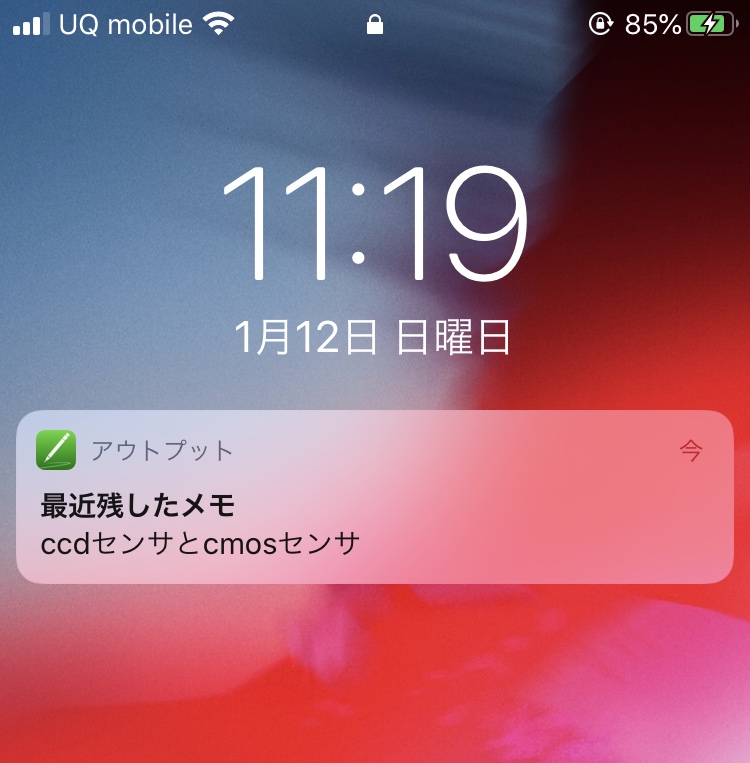 UQ mobile 85%
11:19
1月12日 日曜日
アウトプット 今
最近残したメモ
ccdセンサとcmosセンサ